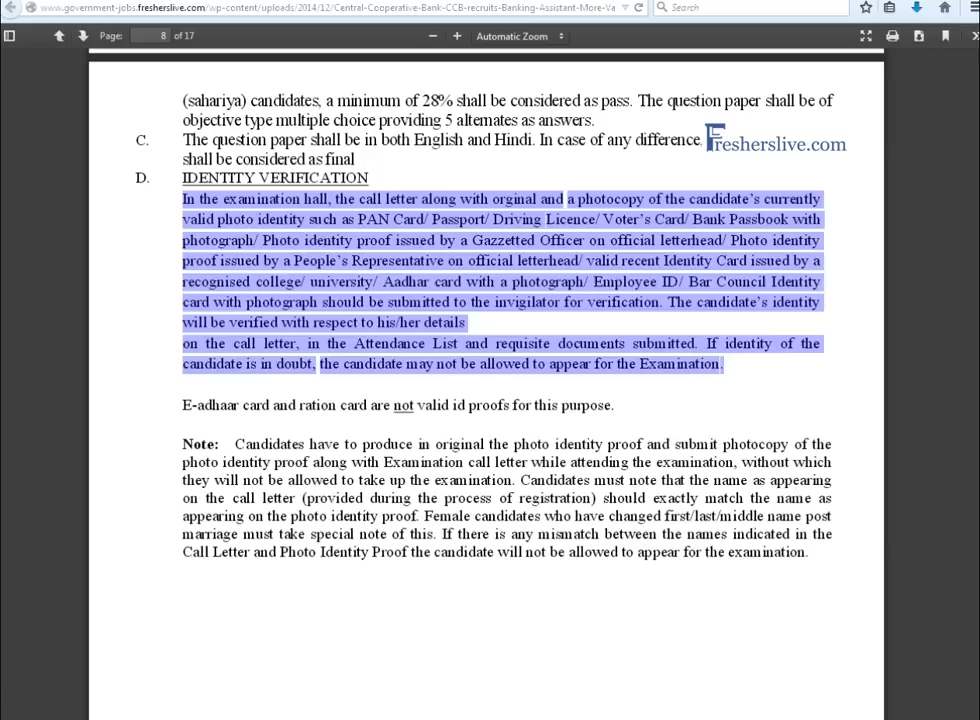 www.government-jobs.fresherslive.com/wp-content/uploads/2014/12/Central-Cooperative-Bank-CCB-recruits-Banking-Assistant-More-Va
Search
Page: 8 of 17
Automatic Zoom
(sahariya) candidates, a minimum of 28% shall be considered as pass. The question paper shall be of
objective type multiple choice providing 5 alternates as answers.
C. The question paper shall be in both English and Hindi. In case of any difference,
Fresherslive.com
shall be considered as final
D. IDENTITY VERIFICATION
In the examination hall, the call letter along with orginal and a photocopy of the candidate's currently
valid photo identity such as PAN Card/ Passport/ Driving Licence/ Voter's Card/ Bank Passbook with
photograph/ Photo identity proof issued by a Gazzetted Officer on official letterhead/ Photo identity
proof issued by a People's Representative on official letterhead/ valid recent Identity Card issued by a
recognised college/ university/ Aadhar card with a photograph/ Employee ID/ Bar Council Identity
card with photograph should be submitted to the invigilator for verification. The candidate's identity
will be verified with respect to his/her details
on the call letter, in the Attendance List and requisite documents submitted. If identity of the
candidate is in doubt, the candidate may not be allowed to appear for the Examination.
E-adhaar card and ration card are not valid id proofs for this purpose.
Note: Candidates have to produce in original the photo identity proof and submit photocopy of the
photo identity proof along with Examination call letter while attending the examination, without which
they will not be allowed to take up the examination. Candidates must note that the name as appearing
on the call letter (provided during the process of registration) should exactly match the name as
appearing on the photo identity proof. Female candidates who have changed first/last/middle name post
marriage must take special note of this. If there is any mismatch between the names indicated in the
Call Letter and Photo Identity Proof the candidate will not be allowed to appear for the examination.